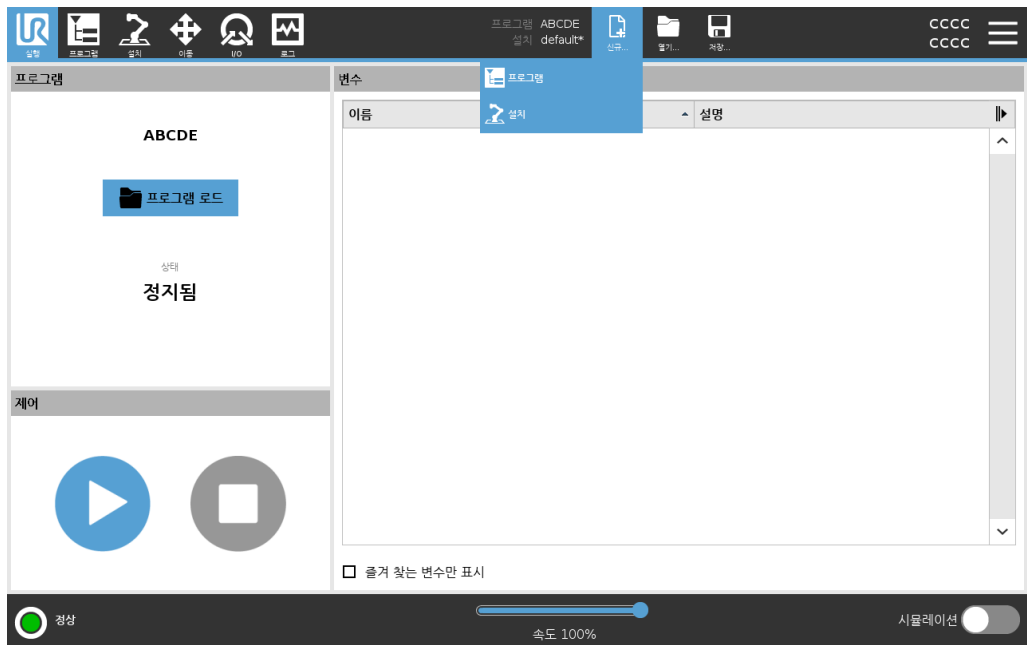 UR
실행
프로그램
설치
이동
I/O
로그
프로그램 ABCDE
설치 default*
신규...
열기...
저장...
CCCC
CCCC
프로그램
설치
프로그램
ABCDE
프로그램 로드
상태
정지됨
제어
변수
이름
설명
즐겨 찾는 변수만 표시
정상
속도 100%
시뮬레이션